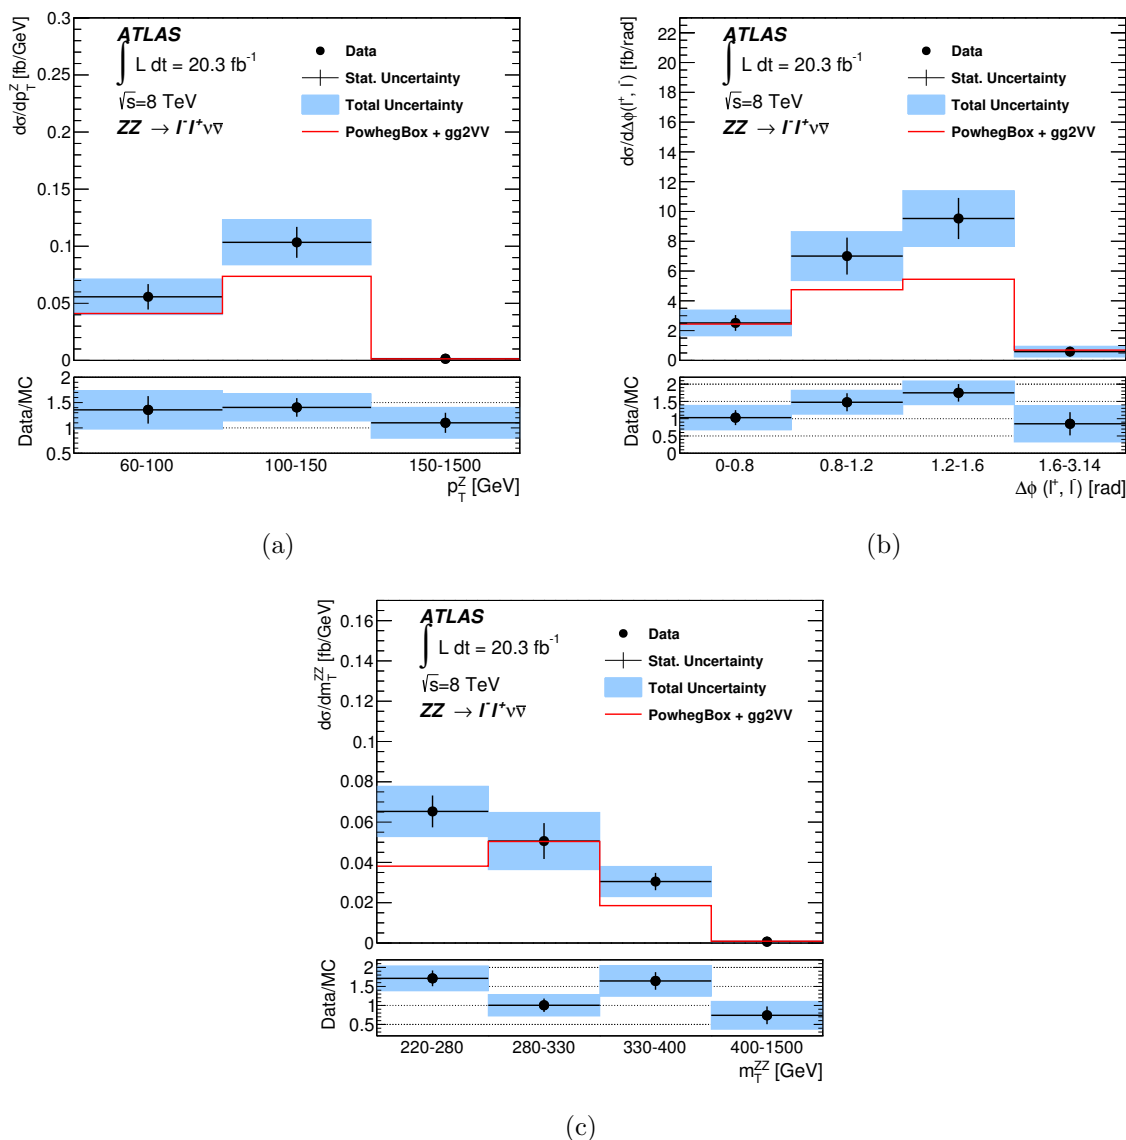 dσ/dp_T^Z [fb/GeV]
0.3
0.25
0.2
0.15
0.1
0.05
0
ATLAS
∫ L dt = 20.3 fb⁻¹
√s=8 TeV
ZZ → l⁻l⁺νν̅
Data
Stat. Uncertainty
Total Uncertainty
PowhegBox + gg2VV
Data/MC
2
1.5
1
0.5
60-100 100-150 150-1500
p_T^Z [GeV]
(a)
dσ/dΔϕ(l⁺, l⁻) [fb/rad]
22
20
18
16
14
12
10
8
6
4
2
0
ATLAS
∫ L dt = 20.3 fb⁻¹
√s=8 TeV
ZZ → l⁻l⁺νν̅
Data
Stat. Uncertainty
Total Uncertainty
PowhegBox + gg2VV
Data/MC
2
1.5
1
0.5
0
0-0.8 0.8-1.2 1.2-1.6 1.6-3.14
Δϕ (l⁺, l⁻) [rad]
(b)
dσ/dm_T^ZZ [fb/GeV]
0.16
0.14
0.12
0.1
0.08
0.06
0.04
0.02
0
ATLAS
∫ L dt = 20.3 fb⁻¹
√s=8 TeV
ZZ → l⁻l⁺νν̅
Data
Stat. Uncertainty
Total Uncertainty
PowhegBox + gg2VV
Data/MC
2
1.5
1
0.5
220-280 280-330 330-400 400-1500
m_T^ZZ [GeV]
(c)